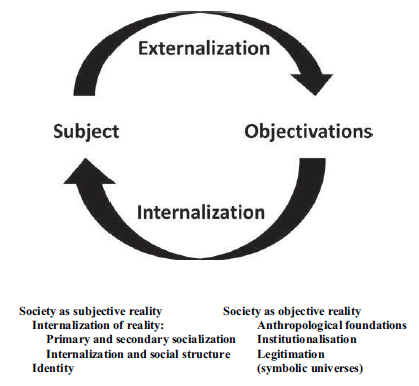 Externalization
Subject
Objectivations
Internalization
Society as subjective reality
Internalization of reality:
Primary and secondary socialization
Internalization and social structure
Identity
Society as objective reality
Anthropological foundations
Institutionalisation
Legitimation
(symbolic universes)